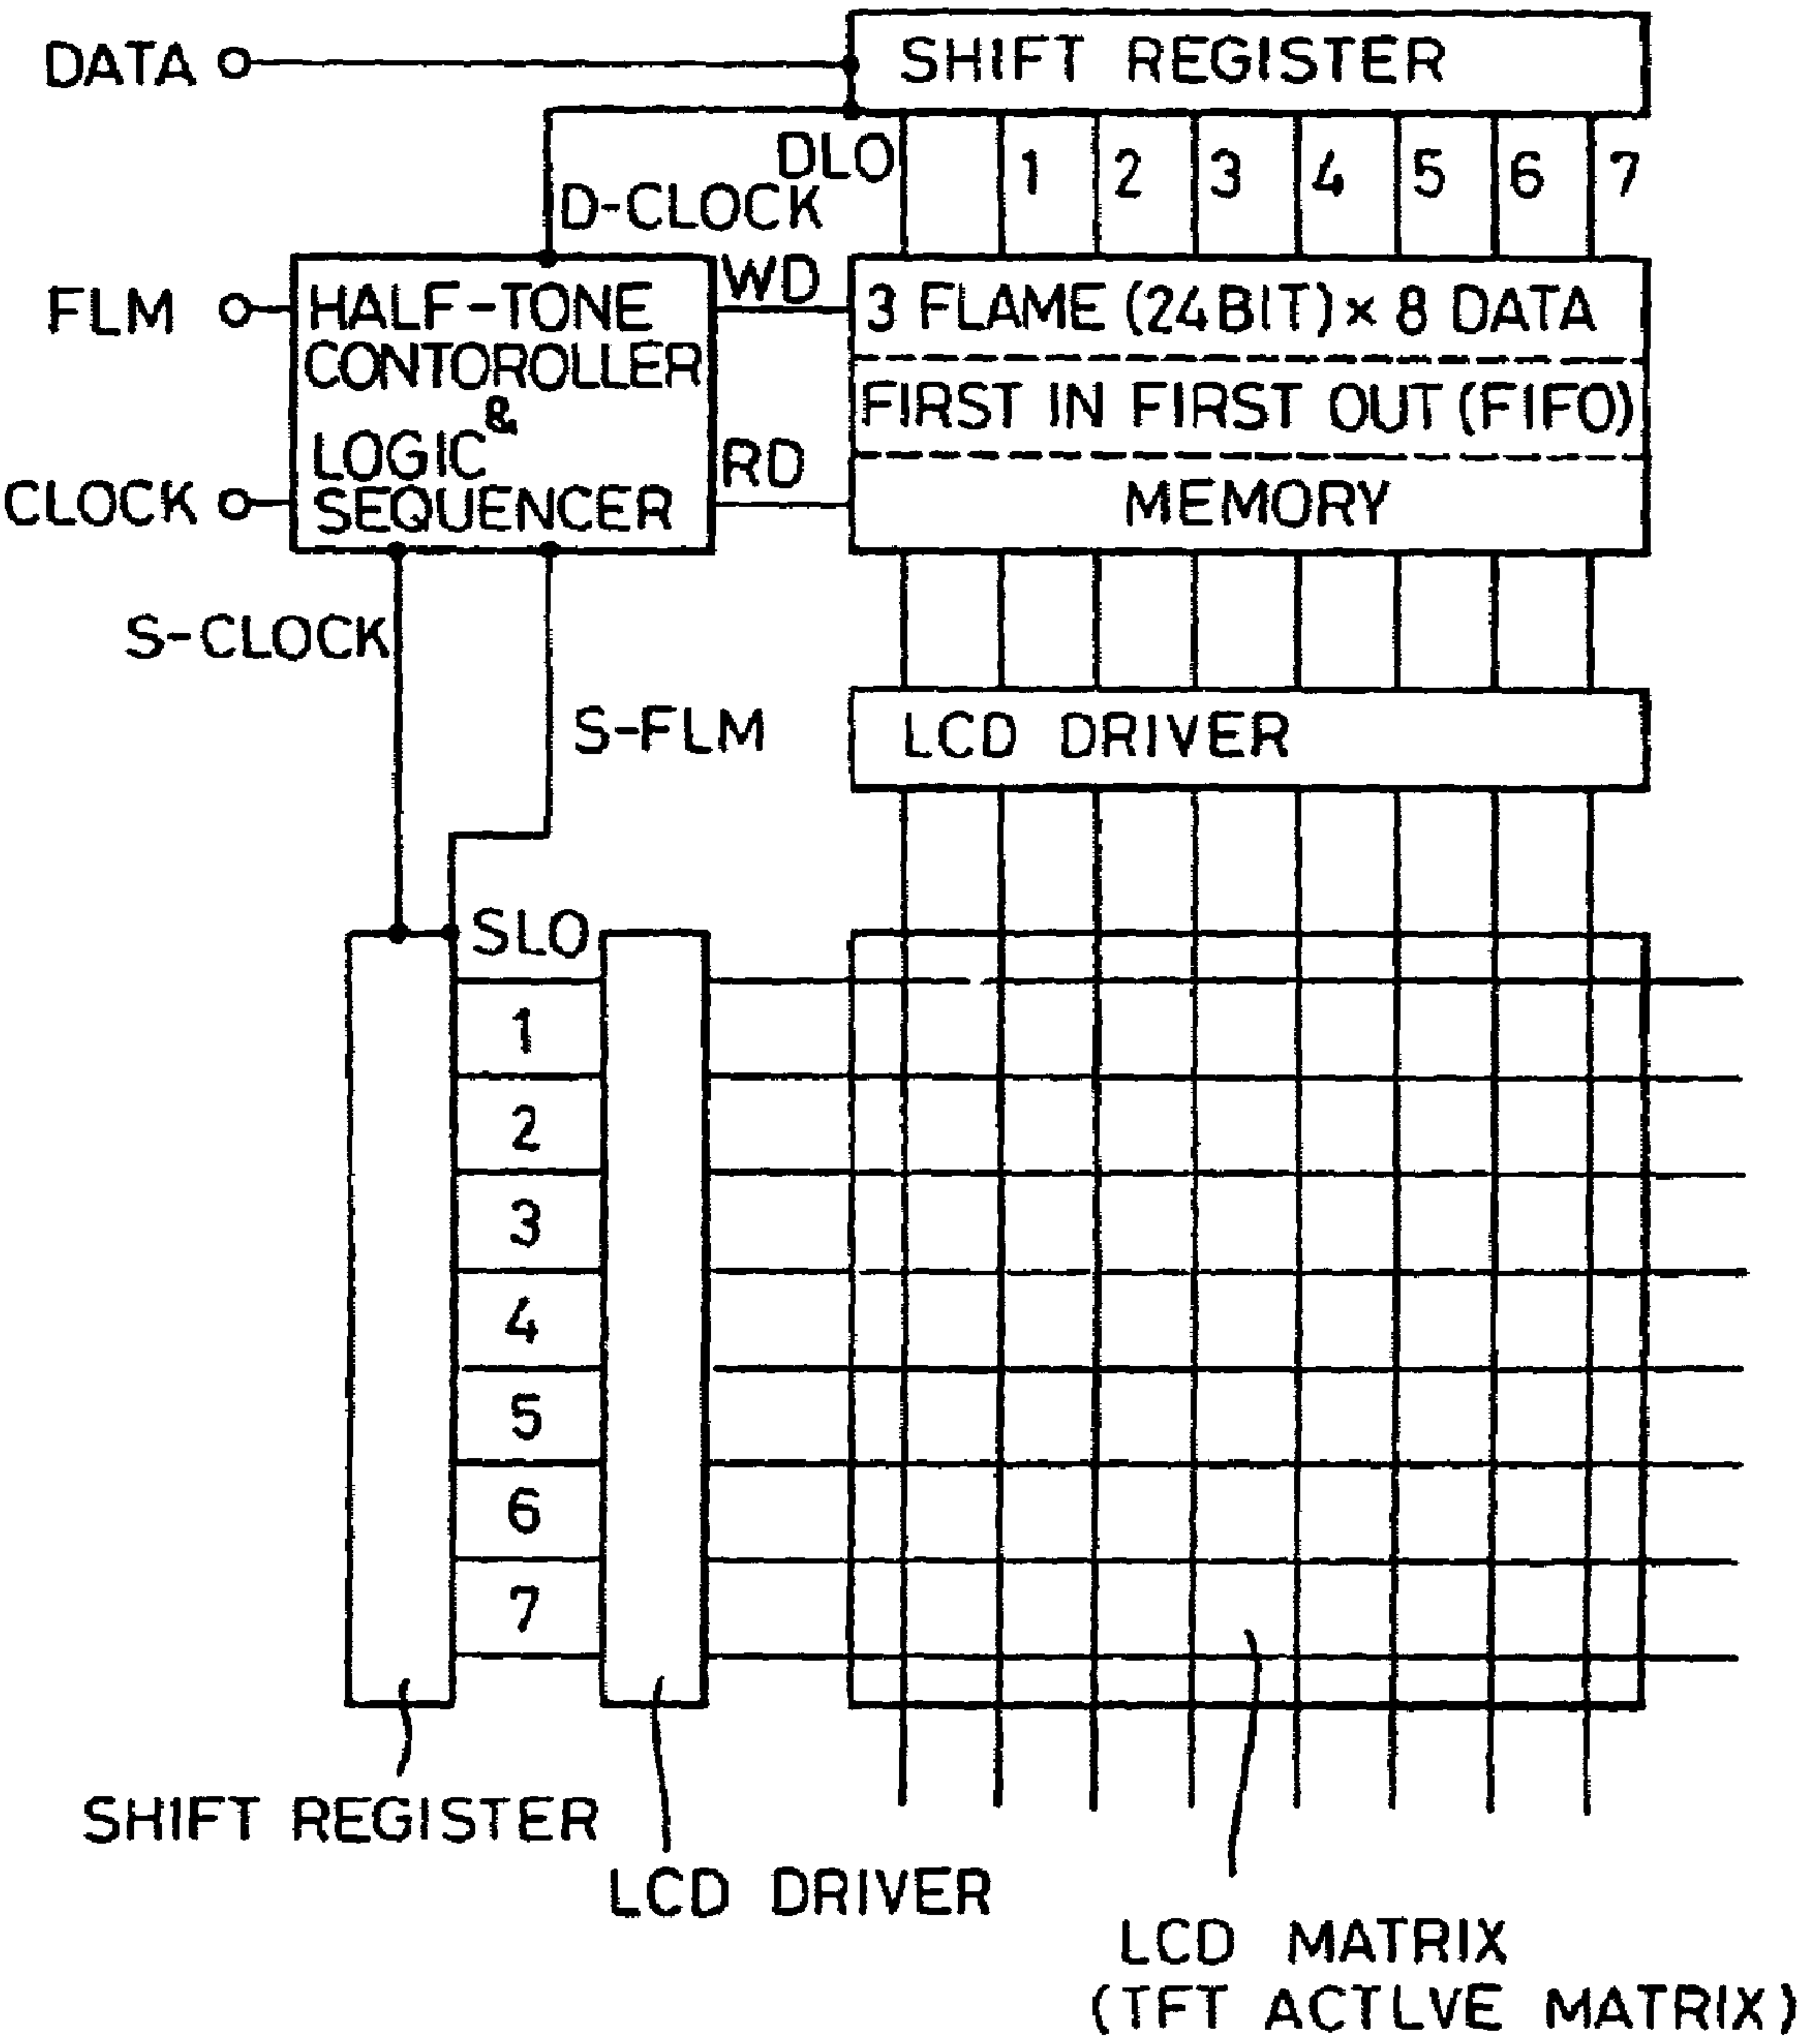 DATA
SHIFT REGISTER
DLO 1 2 3 4 5 6 7
D-CLOCK
FLM
HALF-TONE
CONTOROLLER
&
LOGIC
SEQUENCER
CLOCK
WD
RD
3 FLAME (24BIT)× 8 DATA
FIRST IN FIRST OUT (FIFO)
MEMORY
S-CLOCK
S-FLM
LCD DRIVER
SLO
1
2
3
4
5
6
7
SHIFT REGISTER
LCD DRIVER
LCD MATRIX
(TFT ACTLVE MATRIX)